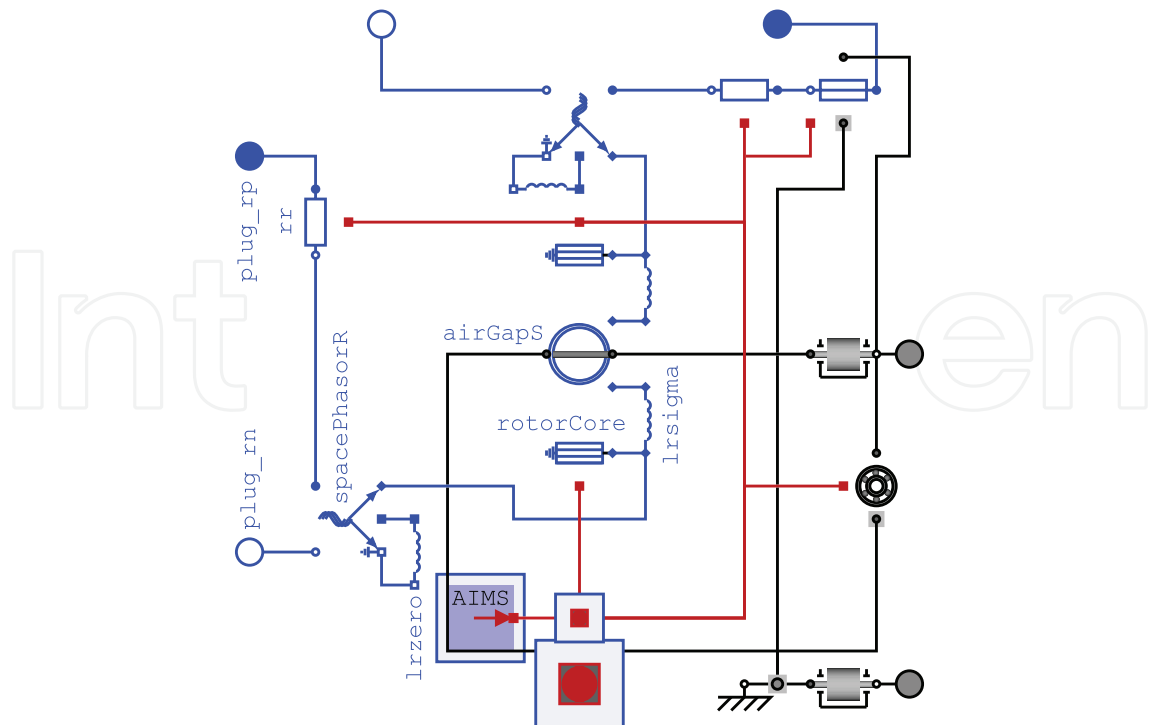 plug_rp
rr
airGapS
spacePhasorR
lrsigma
rotorCore
plug_rn
AIMS
lrzero